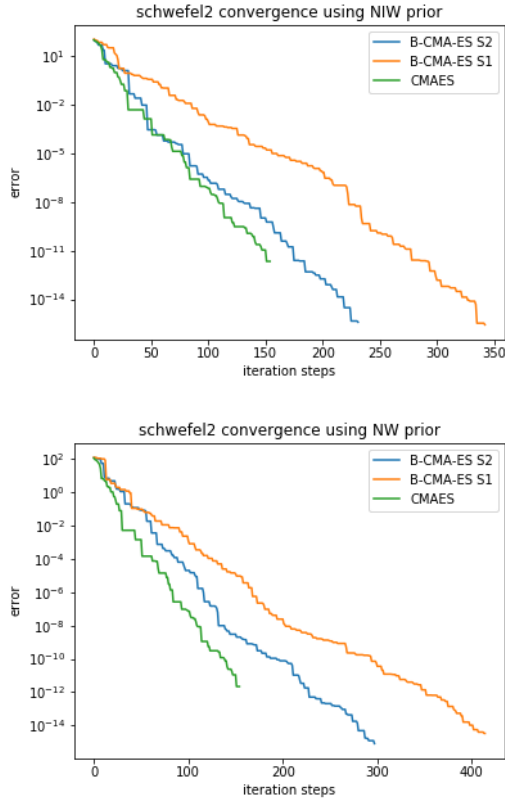 schwefel2 convergence using NIW prior
B-CMA-ES S2
B-CMA-ES S1
CMAES
error
10^1
10^-2
10^-5
10^-8
10^-11
10^-14
0 50 100 150 200 250 300 350
iteration steps
schwefel2 convergence using NW prior
B-CMA-ES S2
B-CMA-ES S1
CMAES
error
10^2
10^0
10^-2
10^-4
10^-6
10^-8
10^-10
10^-12
10^-14
0 100 200 300 400
iteration steps